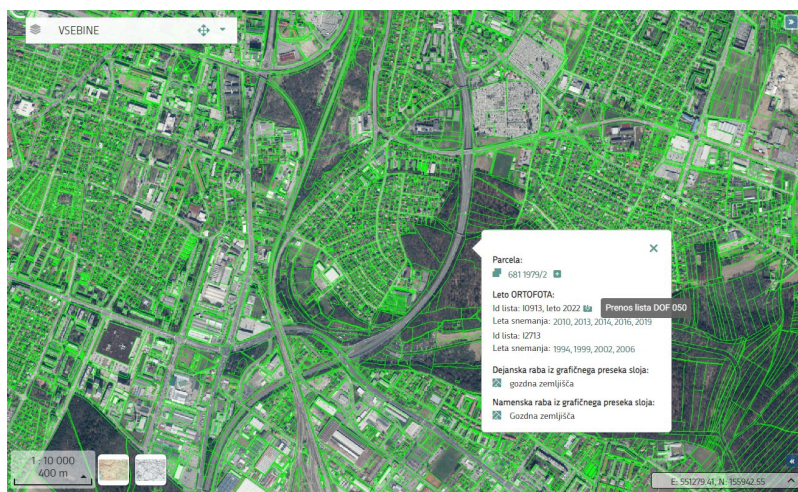 VSEBINE
Parcela:
681 1979/2
Leto ORTOFOTA:
Id lista: I0913, leto 2022
Prenos lista DOF 050
Leta snemanja: 2010, 2013, 2014, 2016, 2019
Id lista: I2713
Leta snemanja: 1994, 1999, 2002, 2006
Dejanska raba iz grafičnega preseka sloja:
gozdna zemljišča
Namenska raba iz grafičnega preseka sloja:
Gozdna zemljišča
1 : 10 000
400 m
E: 551279.41, N: 155942.55